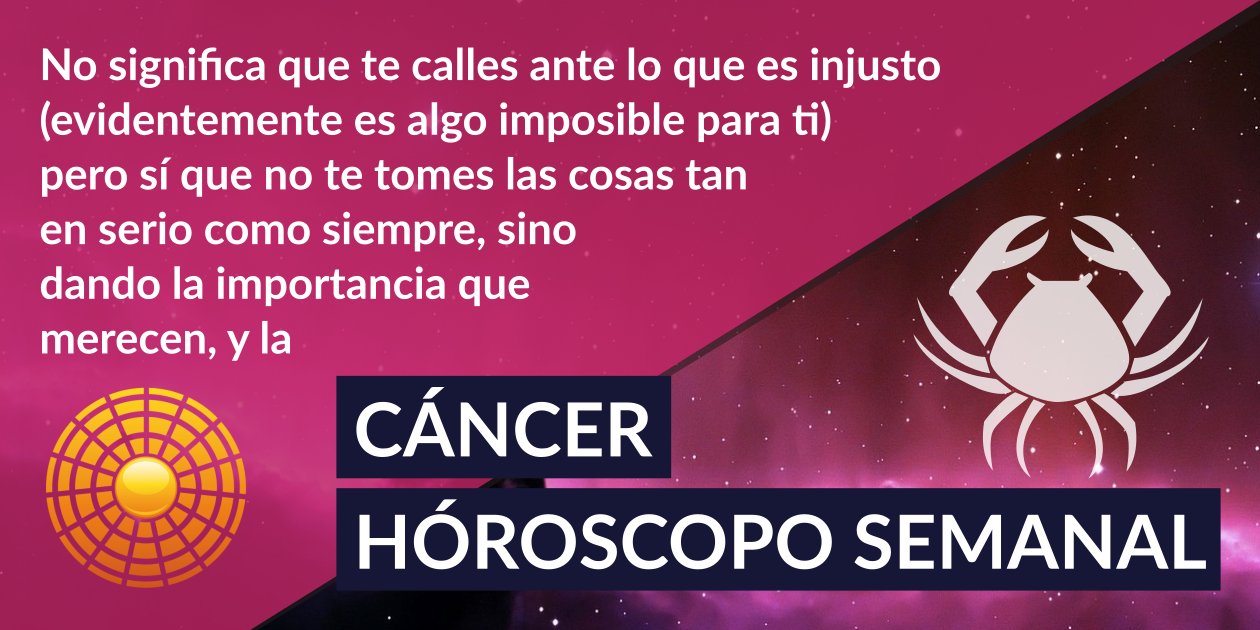 No significa que te calles ante lo que es injusto
(evidentemente es algo imposible para ti)
pero sí que no te tomes las cosas tan
en serio como siempre, sino
dando la importancia que
merecen, y la
CÁNCER
HÓROSCOPO SEMANAL